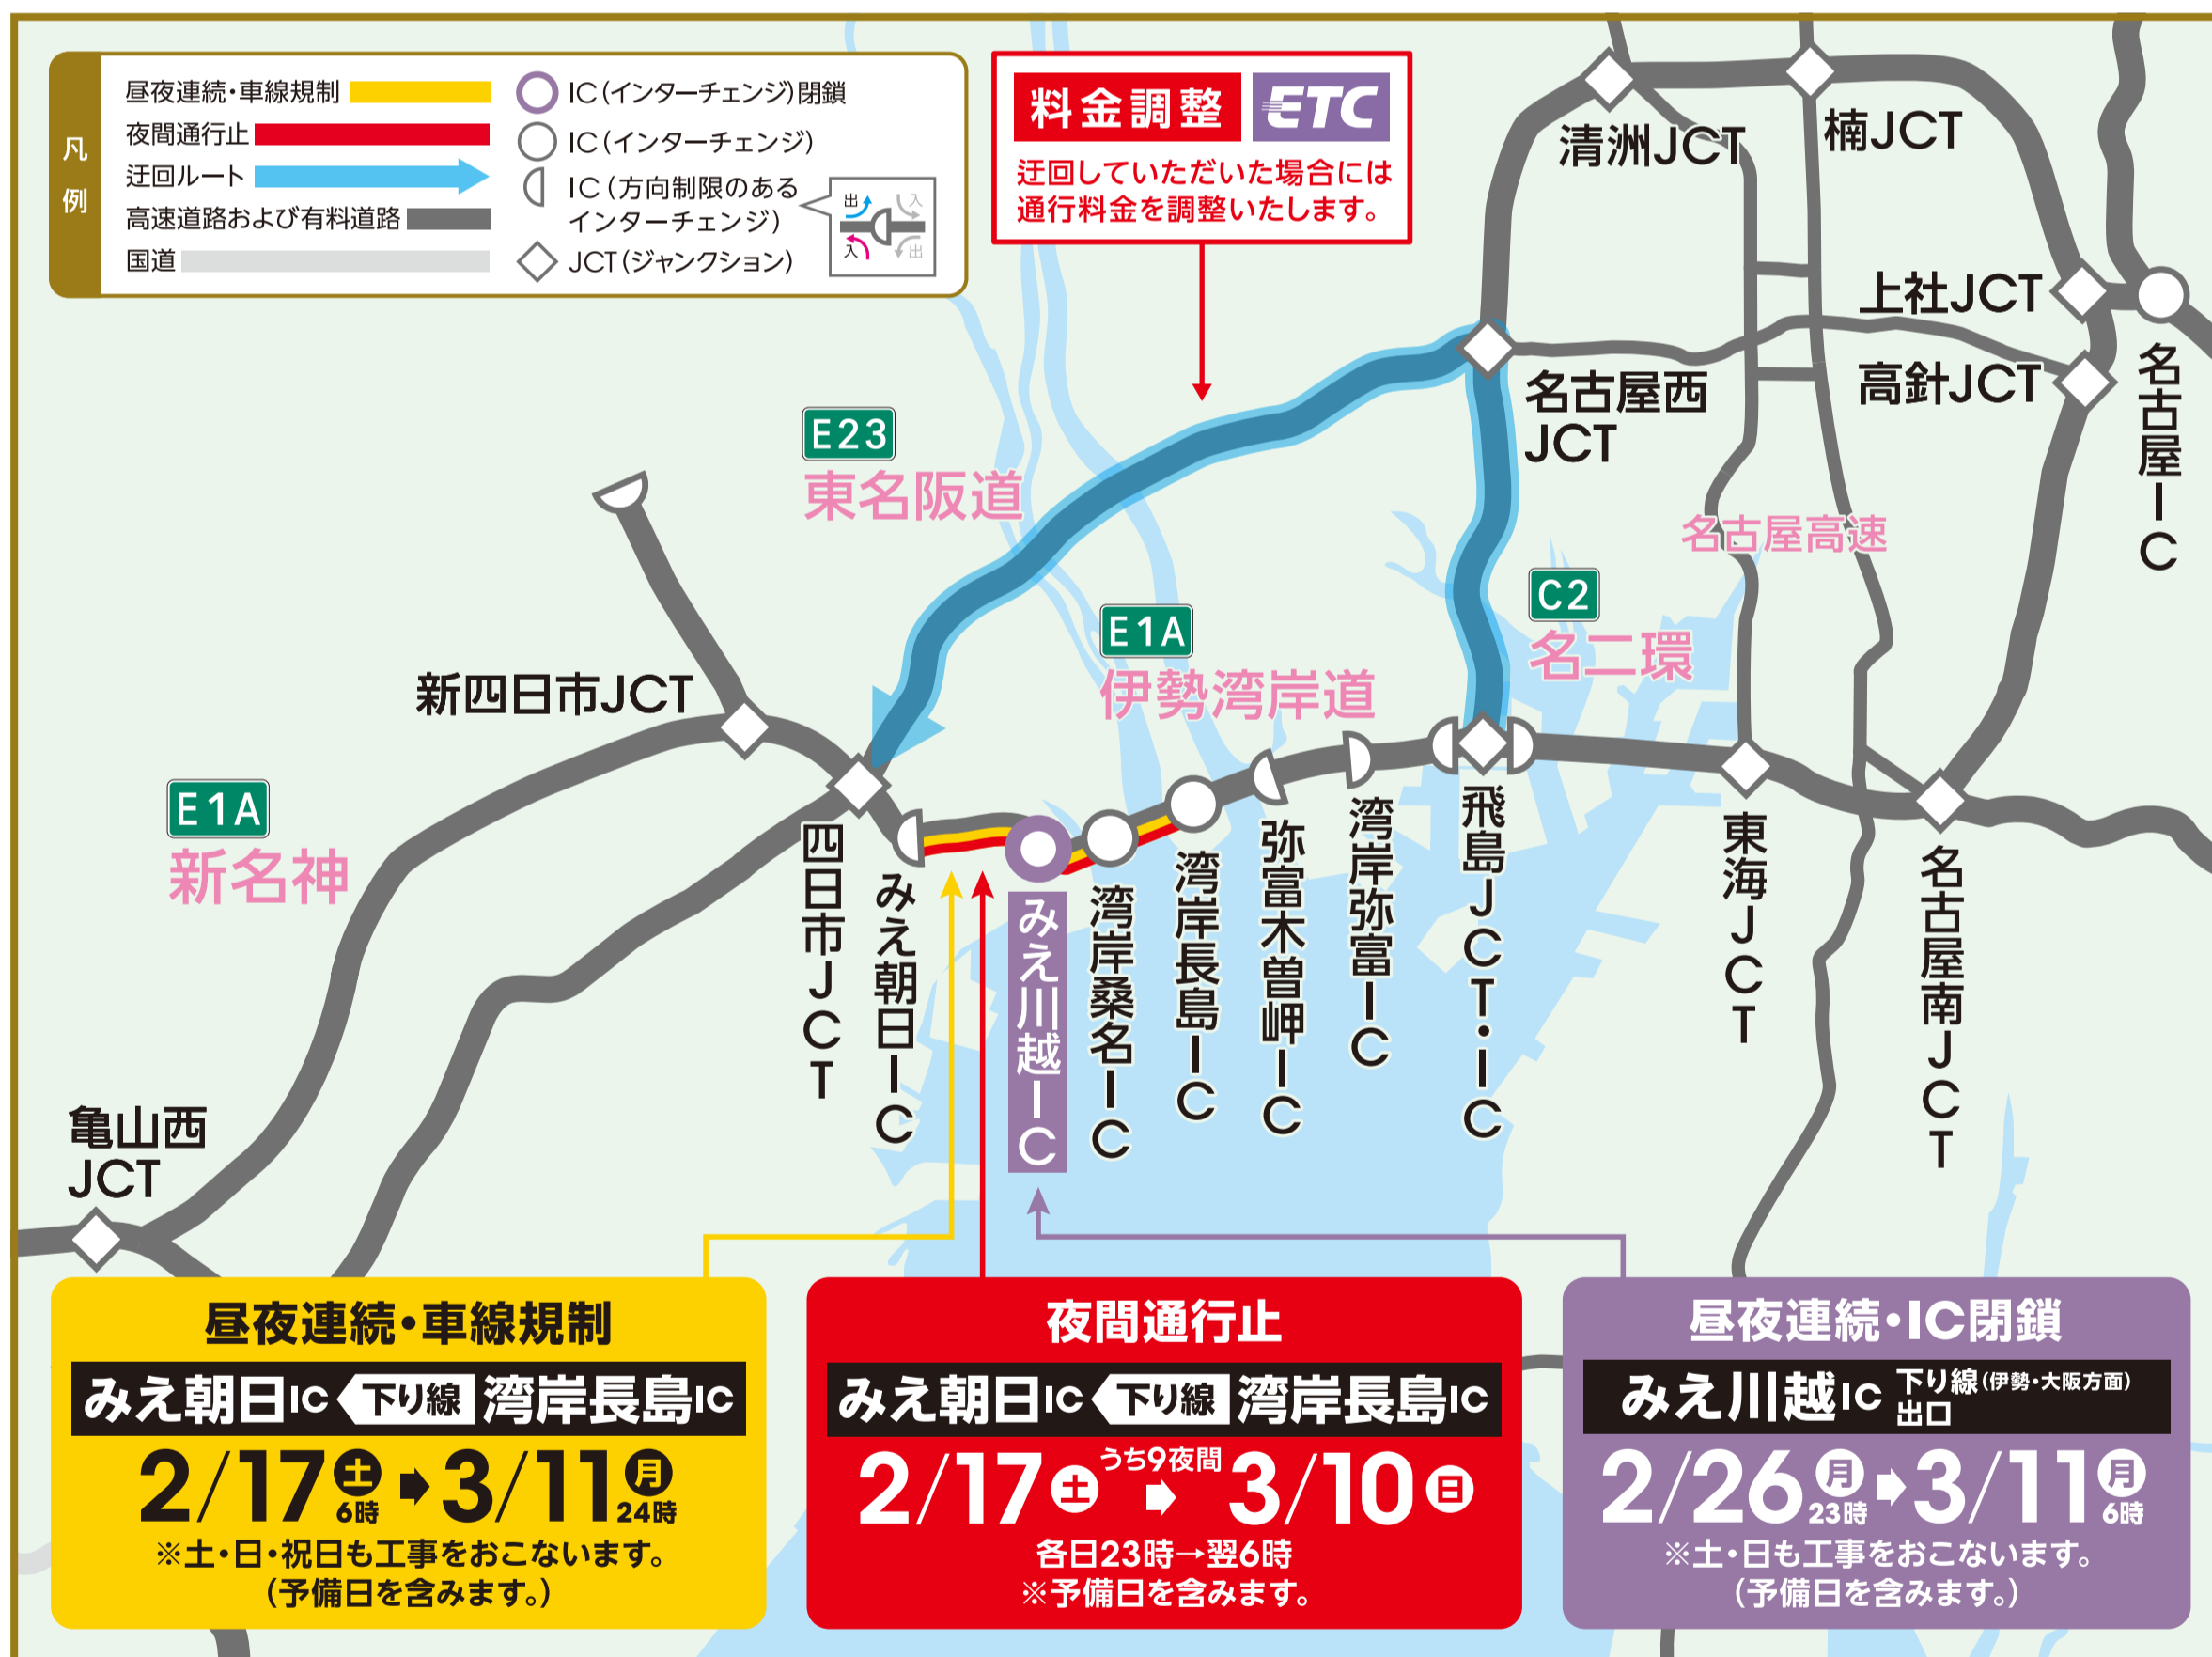 凡例
昼夜連続・車線規制
夜間通行止
迂回ルート
高速道路および有料道路
国道
IC(インターチェンジ)閉鎖
IC(インターチェンジ)
IC(方向制限のある
インターチェンジ)
JCT(ジャンクション)
出
入
入
出
料金調整
ETC
迂回していただいた場合には
通行料金を調整いたします。
清洲JCT
楠JCT
上社JCT
高針JCT
名古屋IC
名古屋西
JCT
E23
東名阪道
名古屋高速
C2
名二環
E1A
伊勢湾岸道
新四日市JCT
E1A
新名神
四日市JCT
みえ朝日IC
みえ川越IC
湾岸桑名IC
湾岸長島IC
弥富木曽岬IC
湾岸弥富IC
飛島JCT・IC
東海JCT
名古屋南JCT
亀山西
JCT
昼夜連続・車線規制
みえ朝日IC 下り線 湾岸長島IC
2/17土6時 3/11月24時
※土・日・祝日も工事をおこないます。
(予備日を含みます。)
夜間通行止
みえ朝日IC 下り線 湾岸長島IC
2/17土 うち9夜間 3/10日
各日23時→翌6時
※予備日を含みます。
昼夜連続・IC閉鎖
みえ川越IC 下り線(伊勢・大阪方面)
出口
2/26月23時 3/11月6時
※土・日も工事をおこないます。
(予備日を含みます。)